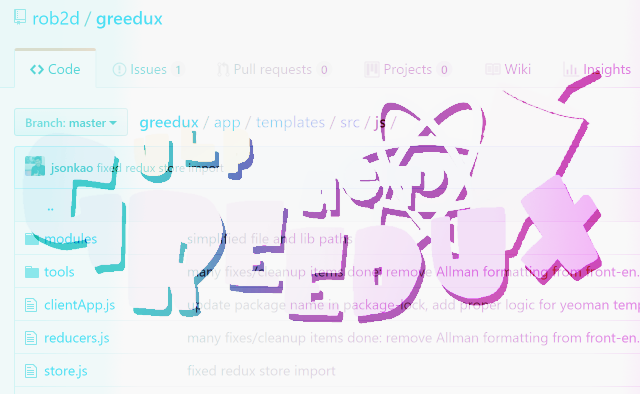 rob2d / greedux
Code Issues 1 Pull requests 0 Projects 0 Wiki Insights
Branch: master greedux / app / templates / src / js /
jsonkao fixed redux store import
..
modules simplified file and lib paths
tools many fixes/cleanup items done: remove Allman formatting from front-en.
clientApp.js update package name in package-lock, add proper logic for yeoman temp
reducers.js many fixes/cleanup items done: remove Allman formatting from front-en.
store.js fixed redux store import
GREEDUX